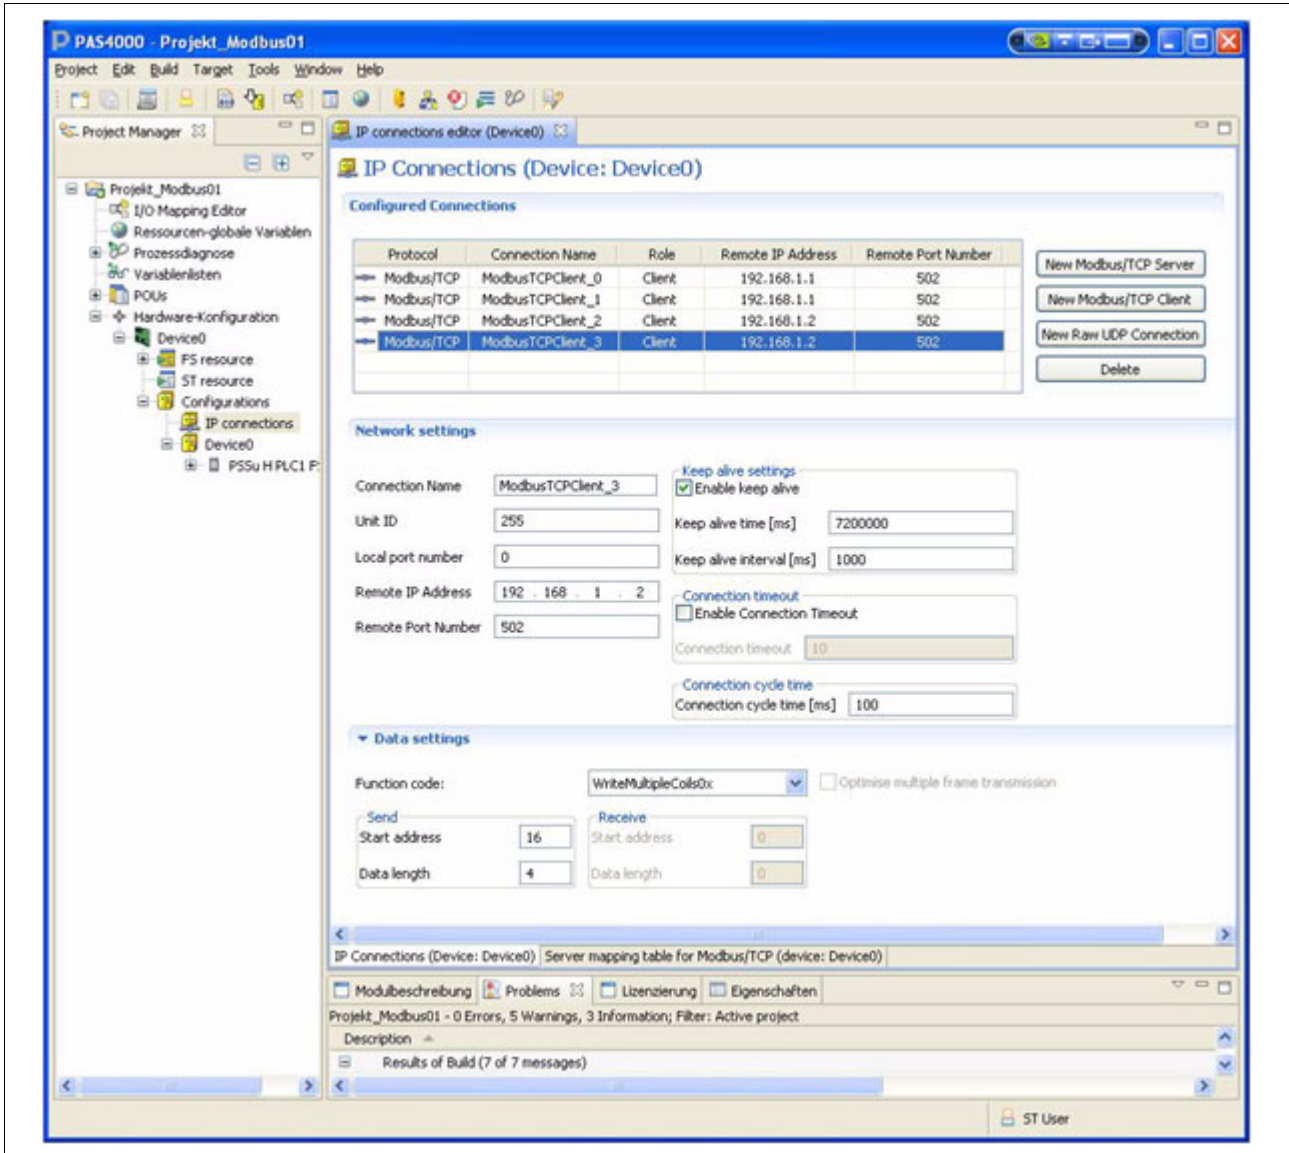 PAS4000 - Projekt_Modbus01
Project Edit Build Target Tools Window Help
Project Manager
IP connections editor (Device0)
Projekt_Modbus01
I/O Mapping Editor
Ressourcen-globale Variablen
Prozessdiagnose
Variablenlisten
POUs
Hardware-Konfiguration
Device0
FS resource
ST resource
Configurations
IP connections
Device0
PSSu H PLC1 F
IP Connections (Device: Device0)
Configured Connections
Protocol Connection Name Role Remote IP Address Remote Port Number
Modbus/TCP ModbusTCPClient_0 Client 192.168.1.1 502
Modbus/TCP ModbusTCPClient_1 Client 192.168.1.1 502
Modbus/TCP ModbusTCPClient_2 Client 192.168.1.2 502
Modbus/TCP ModbusTCPClient_3 Client 192.168.1.2 502
New Modbus/TCP Server
New Modbus/TCP Client
New Raw UDP Connection
Delete
Network settings
Connection Name ModbusTCPClient_3
Unit ID 255
Local port number 0
Remote IP Address 192 . 168 . 1 . 2
Remote Port Number 502
Keep alive settings
Enable keep alive
Keep alive time [ms] 7200000
Keep alive interval [ms] 1000
Connection timeout
Enable Connection Timeout
Connection timeout 10
Connection cycle time
Connection cycle time [ms] 100
Data settings
Function code: WriteMultipleCoils0x Optimise multiple frame transmission
Send
Start address 16
Data length 4
Receive
Start address 0
Data length 0
IP Connections (Device: Device0) Server mapping table for Modbus/TCP (device: Device0)
Modulbeschreibung Problems Lizenzierung Eigenschaften
Projekt_Modbus01 - 0 Errors, 5 Warnings, 3 Information; Filter: Active project
Description
Results of Build (7 of 7 messages)
ST User